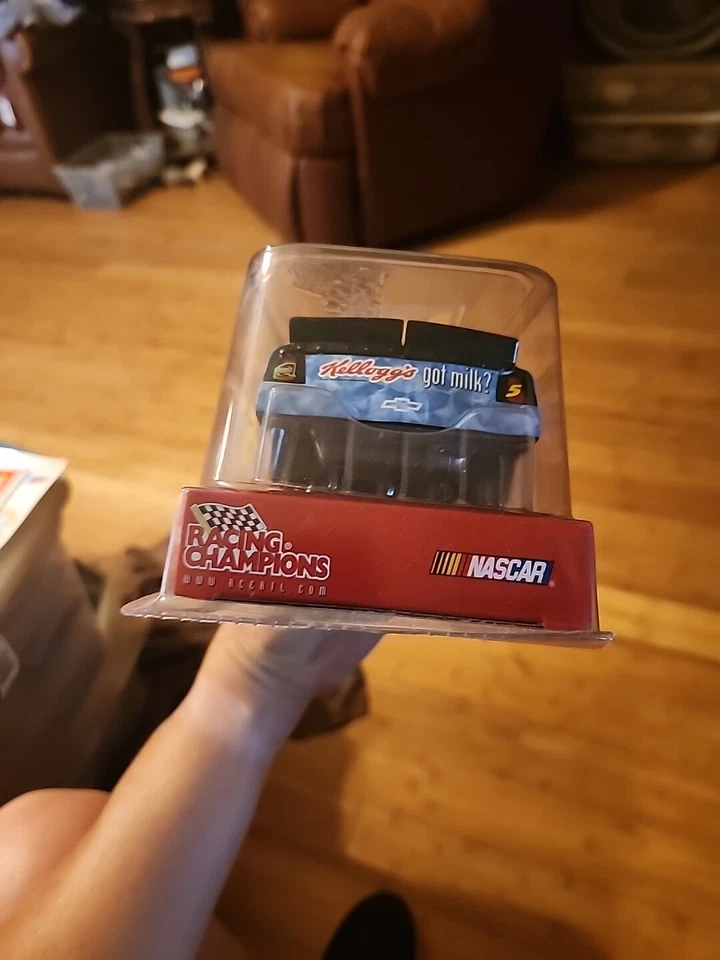 Kellogg's got milk?
5
RACING
CHAMPIONS
www.rcertl.com
NASCAR